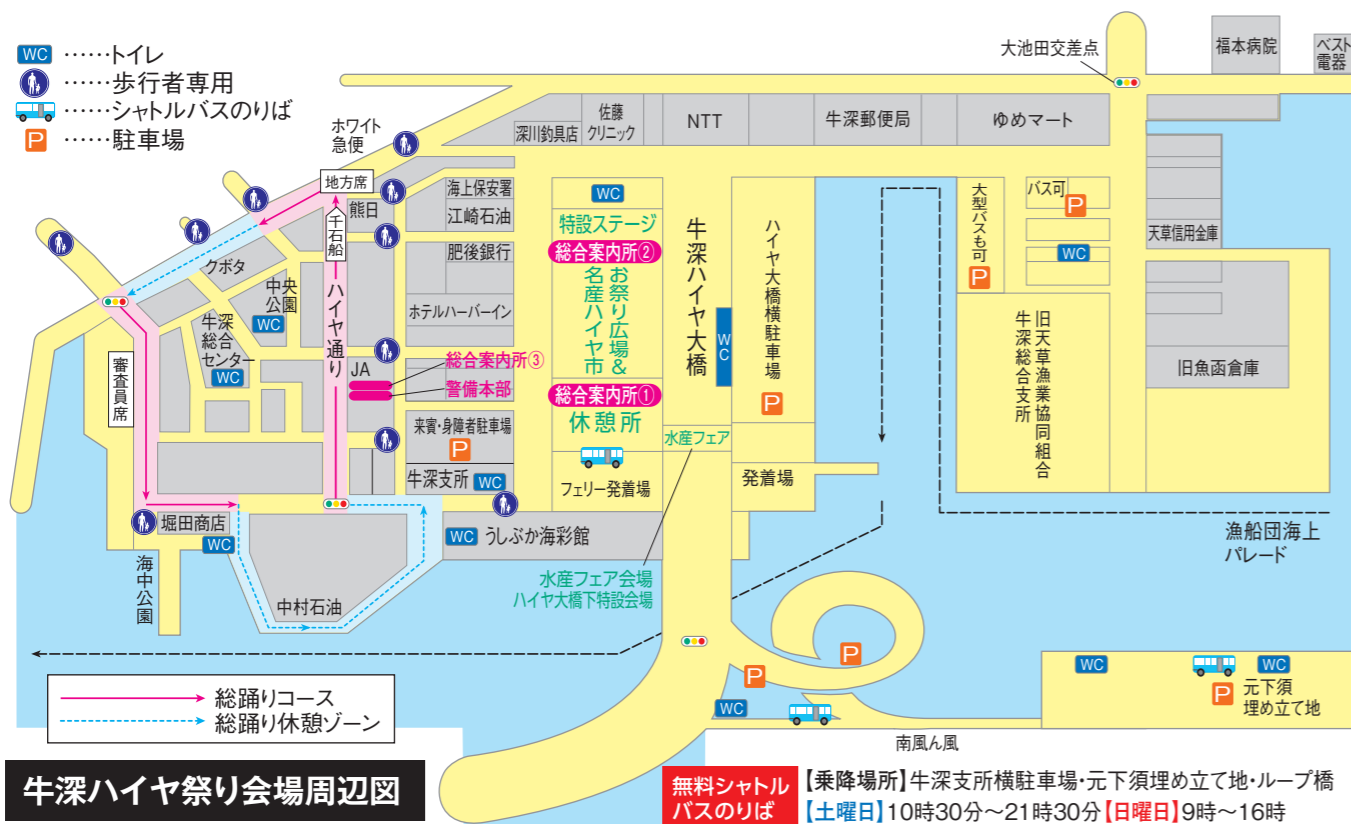 WC ……トイレ
……歩行者専用
……シャトルバスのりば
P ……駐車場
大池田交差点
福本病院
ベスト
電器
ホワイト
急便
深川釣具店
佐藤
クリニック
NTT
牛深郵便局
ゆめマート
地方席
熊日
千石船
ハイヤ通り
海上保安署
江崎石油
肥後銀行
ホテルハーバーイン
クボタ
中央
公園
WC
牛深
総合
センター
WC
審査員席
JA
総合案内所③
警備本部
来賓・身障者駐車場
P
牛深支所 WC
WC
特設ステージ
総合案内所②
お祭り広場&
名産ハイヤ市
総合案内所①
休憩所
フェリー発着場
牛深ハイヤ大橋
WC
水産フェア
ハイヤ大橋横駐車場
P
発着場
大型バスも可
P
バス可
P
WC
天草信用金庫
旧天草漁業協同組合
牛深総合支所
旧魚函倉庫
堀田商店
WC
海中公園
中村石油
WC うしぶか海彩館
水産フェア会場
ハイヤ大橋下特設会場
漁船団海上
パレード
P
P
WC
南風ん風
WC
WC
P 元下須
埋め立て地
総踊りコース
総踊り休憩ゾーン
牛深ハイヤ祭り会場周辺図
無料シャトル
バスのりば
【乗降場所】牛深支所横駐車場・元下須埋め立て地・ループ橋
【土曜日】10時30分〜21時30分【日曜日】9時〜16時